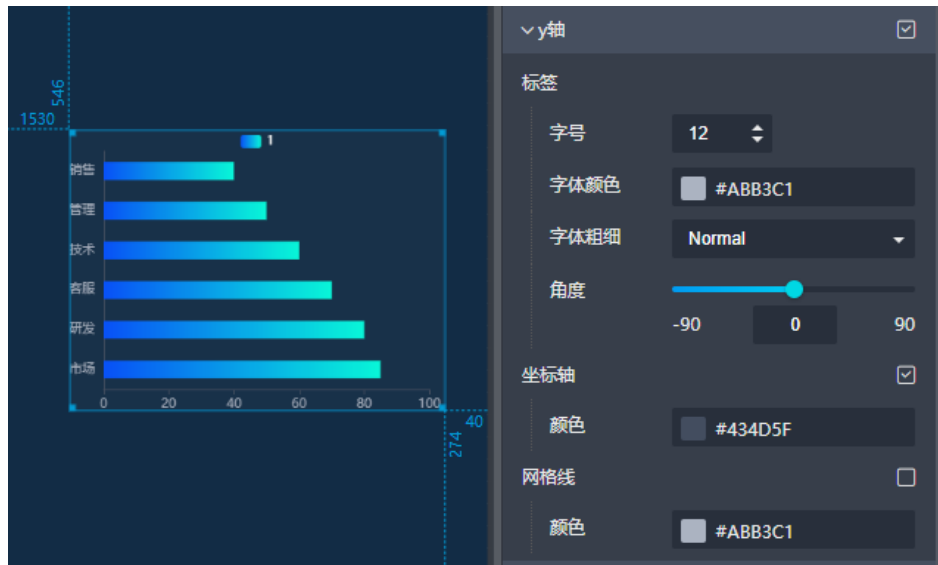 546
1530
1
销售
管理
技术
客服
研发
市场
0 20 40 60 80 100
40
274
y轴
标签
字号 12
字体颜色 #ABB3C1
字体粗细 Normal
角度
-90 0 90
坐标轴
颜色 #434D5F
网格线
颜色 #ABB3C1